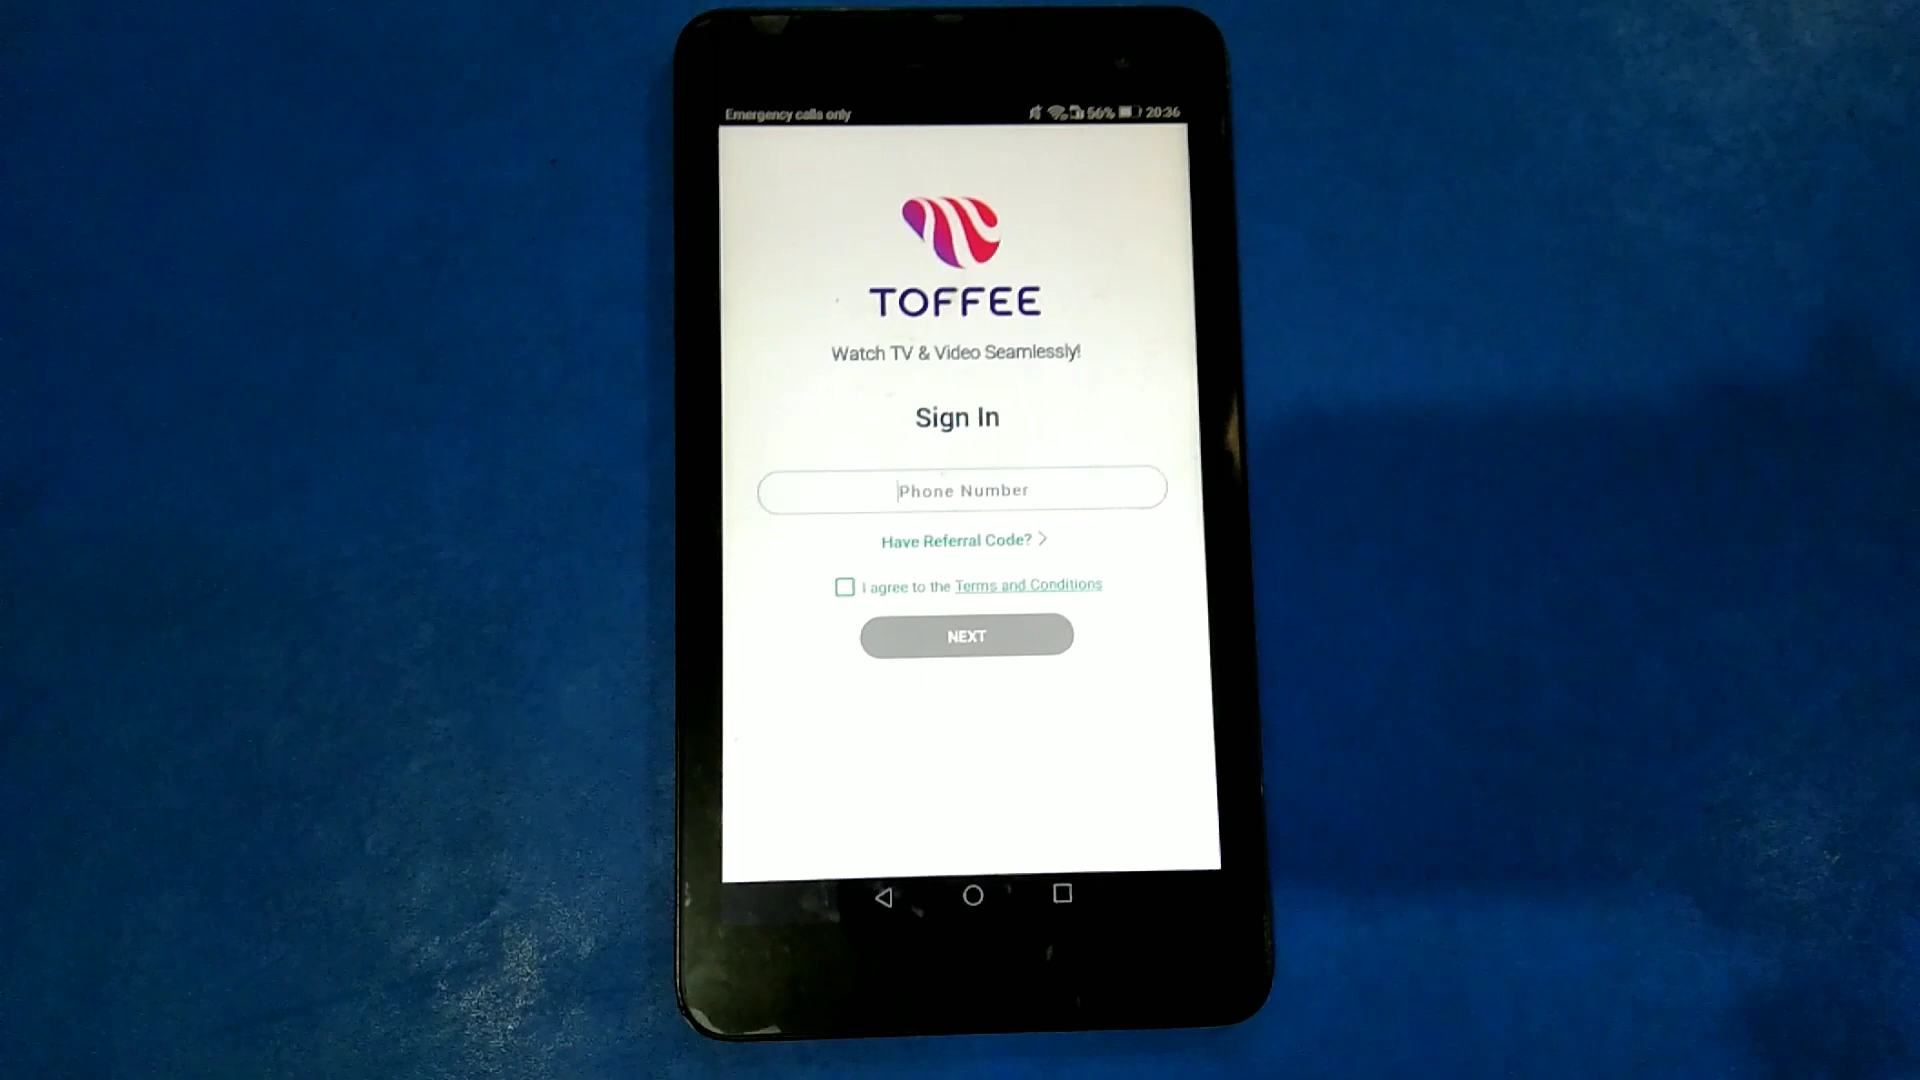 Emergency calls only 56% 20:36
TOFFEE
Watch TV & Video Seamlessly!
Sign In
Phone Number
Have Referral Code? >
I agree to the Terms and Conditions
NEXT